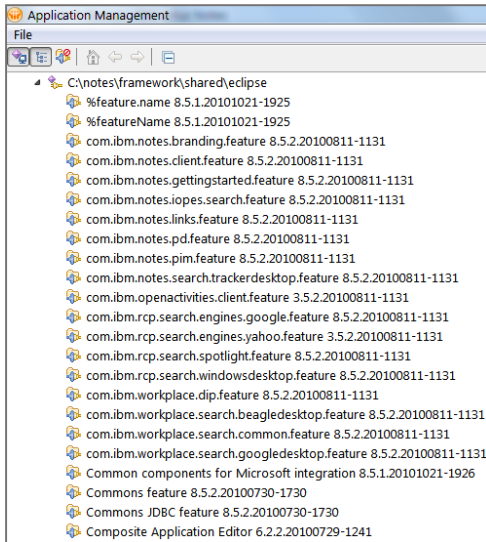 Application Management
File
C:\notes\framework\shared\eclipse
%feature.name 8.5.1.20101021-1925
%featureName 8.5.1.20101021-1925
com.ibm.notes.branding.feature 8.5.2.20100811-1131
com.ibm.notes.client.feature 8.5.2.20100811-1131
com.ibm.notes.gettingstarted.feature 8.5.2.20100811-1131
com.ibm.notes.iopes.search.feature 8.5.2.20100811-1131
com.ibm.notes.links.feature 8.5.2.20100811-1131
com.ibm.notes.pd.feature 8.5.2.20100811-1131
com.ibm.notes.pim.feature 8.5.2.20100811-1131
com.ibm.notes.search.trackerdesktop.feature 8.5.2.20100811-1131
com.ibm.openactivities.client.feature 3.5.2.20100811-1131
com.ibm.rcp.search.engines.google.feature 8.5.2.20100811-1131
com.ibm.rcp.search.engines.yahoo.feature 3.5.2.20100811-1131
com.ibm.rcp.search.spotlight.feature 8.5.2.20100811-1131
com.ibm.rcp.search.windowsdesktop.feature 8.5.2.20100811-1131
com.ibm.workplace.dip.feature 8.5.2.20100811-1131
com.ibm.workplace.search.beagledesktop.feature 8.5.2.20100811-1131
com.ibm.workplace.search.common.feature 8.5.2.20100811-1131
com.ibm.workplace.search.googledesktop.feature 8.5.2.20100811-1131
Common components for Microsoft integration 8.5.1.20101021-1926
Commons feature 8.5.2.20100730-1730
Commons JDBC feature 8.5.2.20100730-1730
Composite Application Editor 6.2.2.20100729-1241